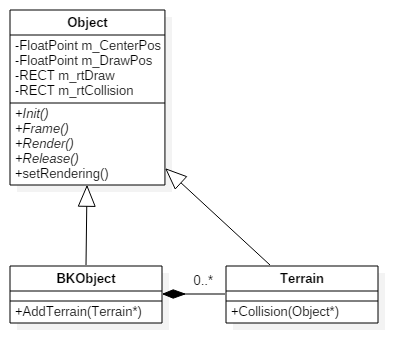 Object
-FloatPoint m_CenterPos
-FloatPoint m_DrawPos
-RECT m_rtDraw
-RECT m_rtCollision
+Init()
+Frame()
+Render()
+Release()
+setRendering()
BKObject
+AddTerrain(Terrain*)
0..*
Terrain
+Collision(Object*)